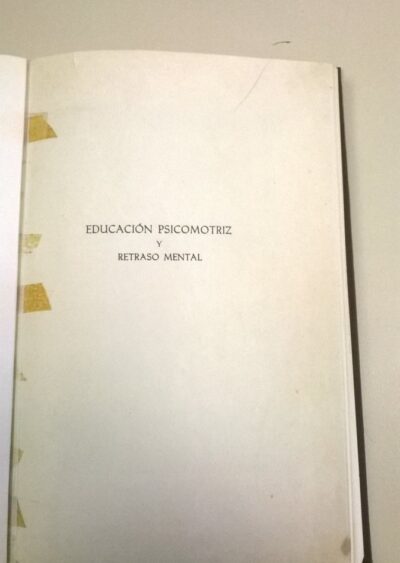 EDUCACIÓN PSICOMOTRIZ
Y
RETRASO MENTAL